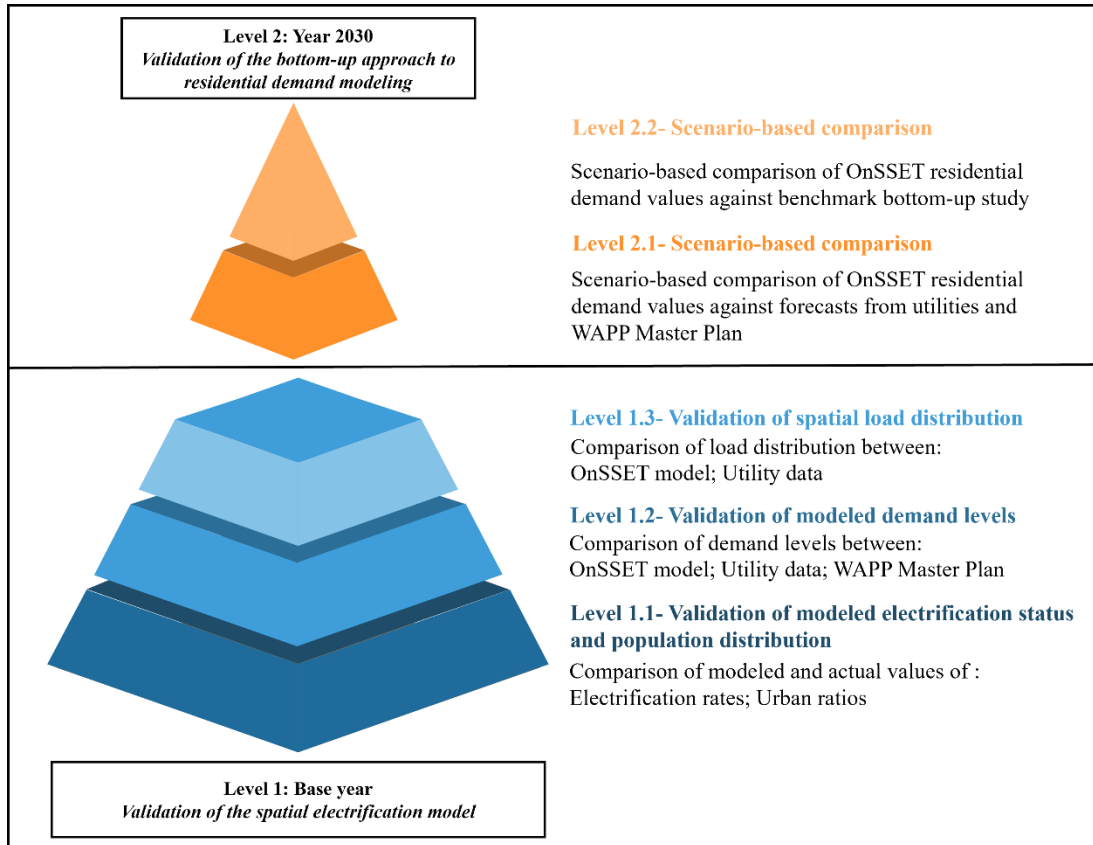 Level 2: Year 2030
Validation of the bottom-up approach to
residential demand modeling
Level 2.2- Scenario-based comparison
Scenario-based comparison of OnSSET residential
demand values against benchmark bottom-up study
Level 2.1- Scenario-based comparison
Scenario-based comparison of OnSSET residential
demand values against forecasts from utilities and
WAPP Master Plan
Level 1.3- Validation of spatial load distribution
Comparison of load distribution between:
OnSSET model; Utility data
Level 1.2- Validation of modeled demand levels
Comparison of demand levels between:
OnSSET model; Utility data; WAPP Master Plan
Level 1.1- Validation of modeled electrification status
and population distribution
Comparison of modeled and actual values of :
Electrification rates; Urban ratios
Level 1: Base year
Validation of the spatial electrification model